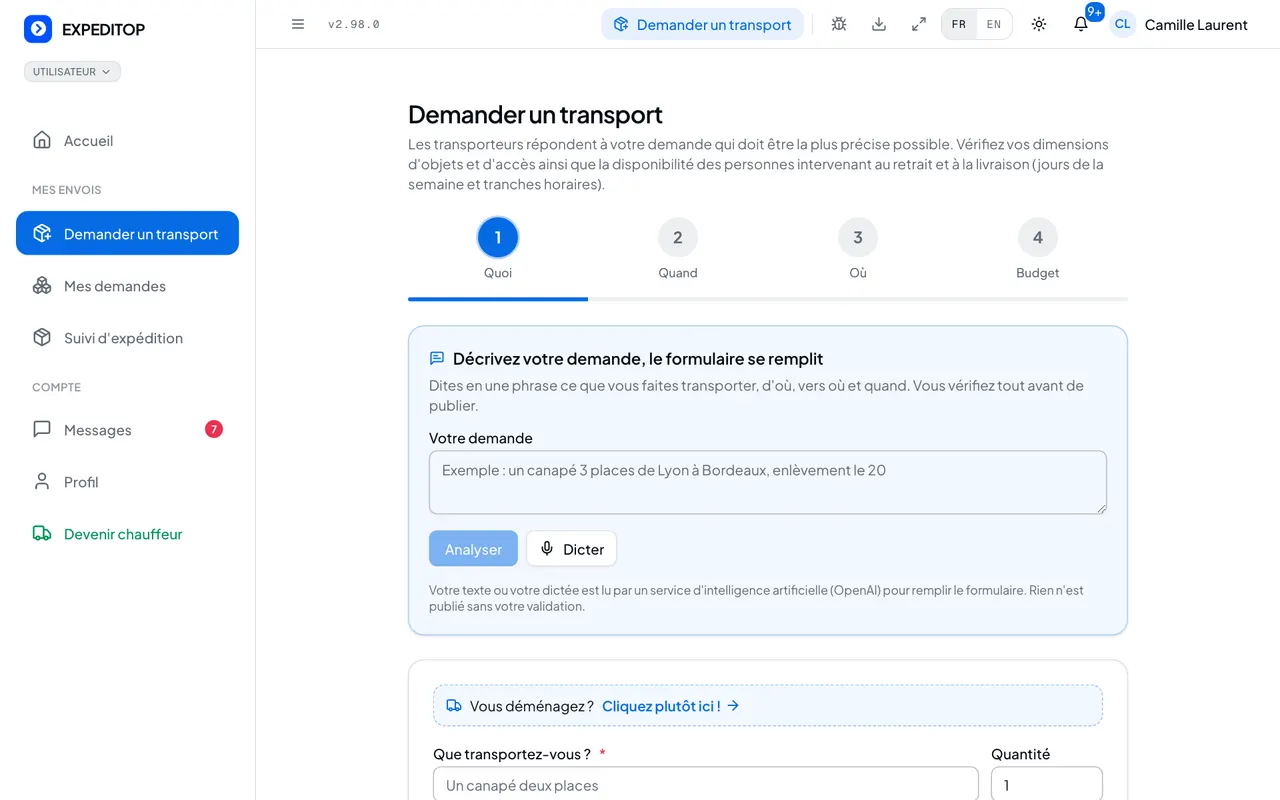 EXPEDITOP
UTILISATEUR
Accueil
MES ENVOIS
Demander un transport
Mes demandes
Suivi d'expédition
COMPTE
Messages
7
Profil
Devenir chauffeur
v2.98.0
Demander un transport
FR
EN
9+
CL
Camille Laurent
Demander un transport
Les transporteurs répondent à votre demande qui doit être la plus précise possible. Vérifiez vos dimensions
d'objets et d'accès ainsi que la disponibilité des personnes intervenant au retrait et à la livraison (jours de la
semaine et tranches horaires).
1
Quoi
2
Quand
3
Où
4
Budget
Décrivez votre demande, le formulaire se remplit
Dites en une phrase ce que vous faites transporter, d'où, vers où et quand. Vous vérifiez tout avant de
publier.
Votre demande
Exemple : un canapé 3 places de Lyon à Bordeaux, enlèvement le 20
Analyser
Dicter
Votre texte ou votre dictée est lu par un service d'intelligence artificielle (OpenAI) pour remplir le formulaire. Rien n'est
publié sans votre validation.
Vous déménagez ? Cliquez plutôt ici ! →
Que transportez-vous ? *
Quantité
Un canapé deux places
1